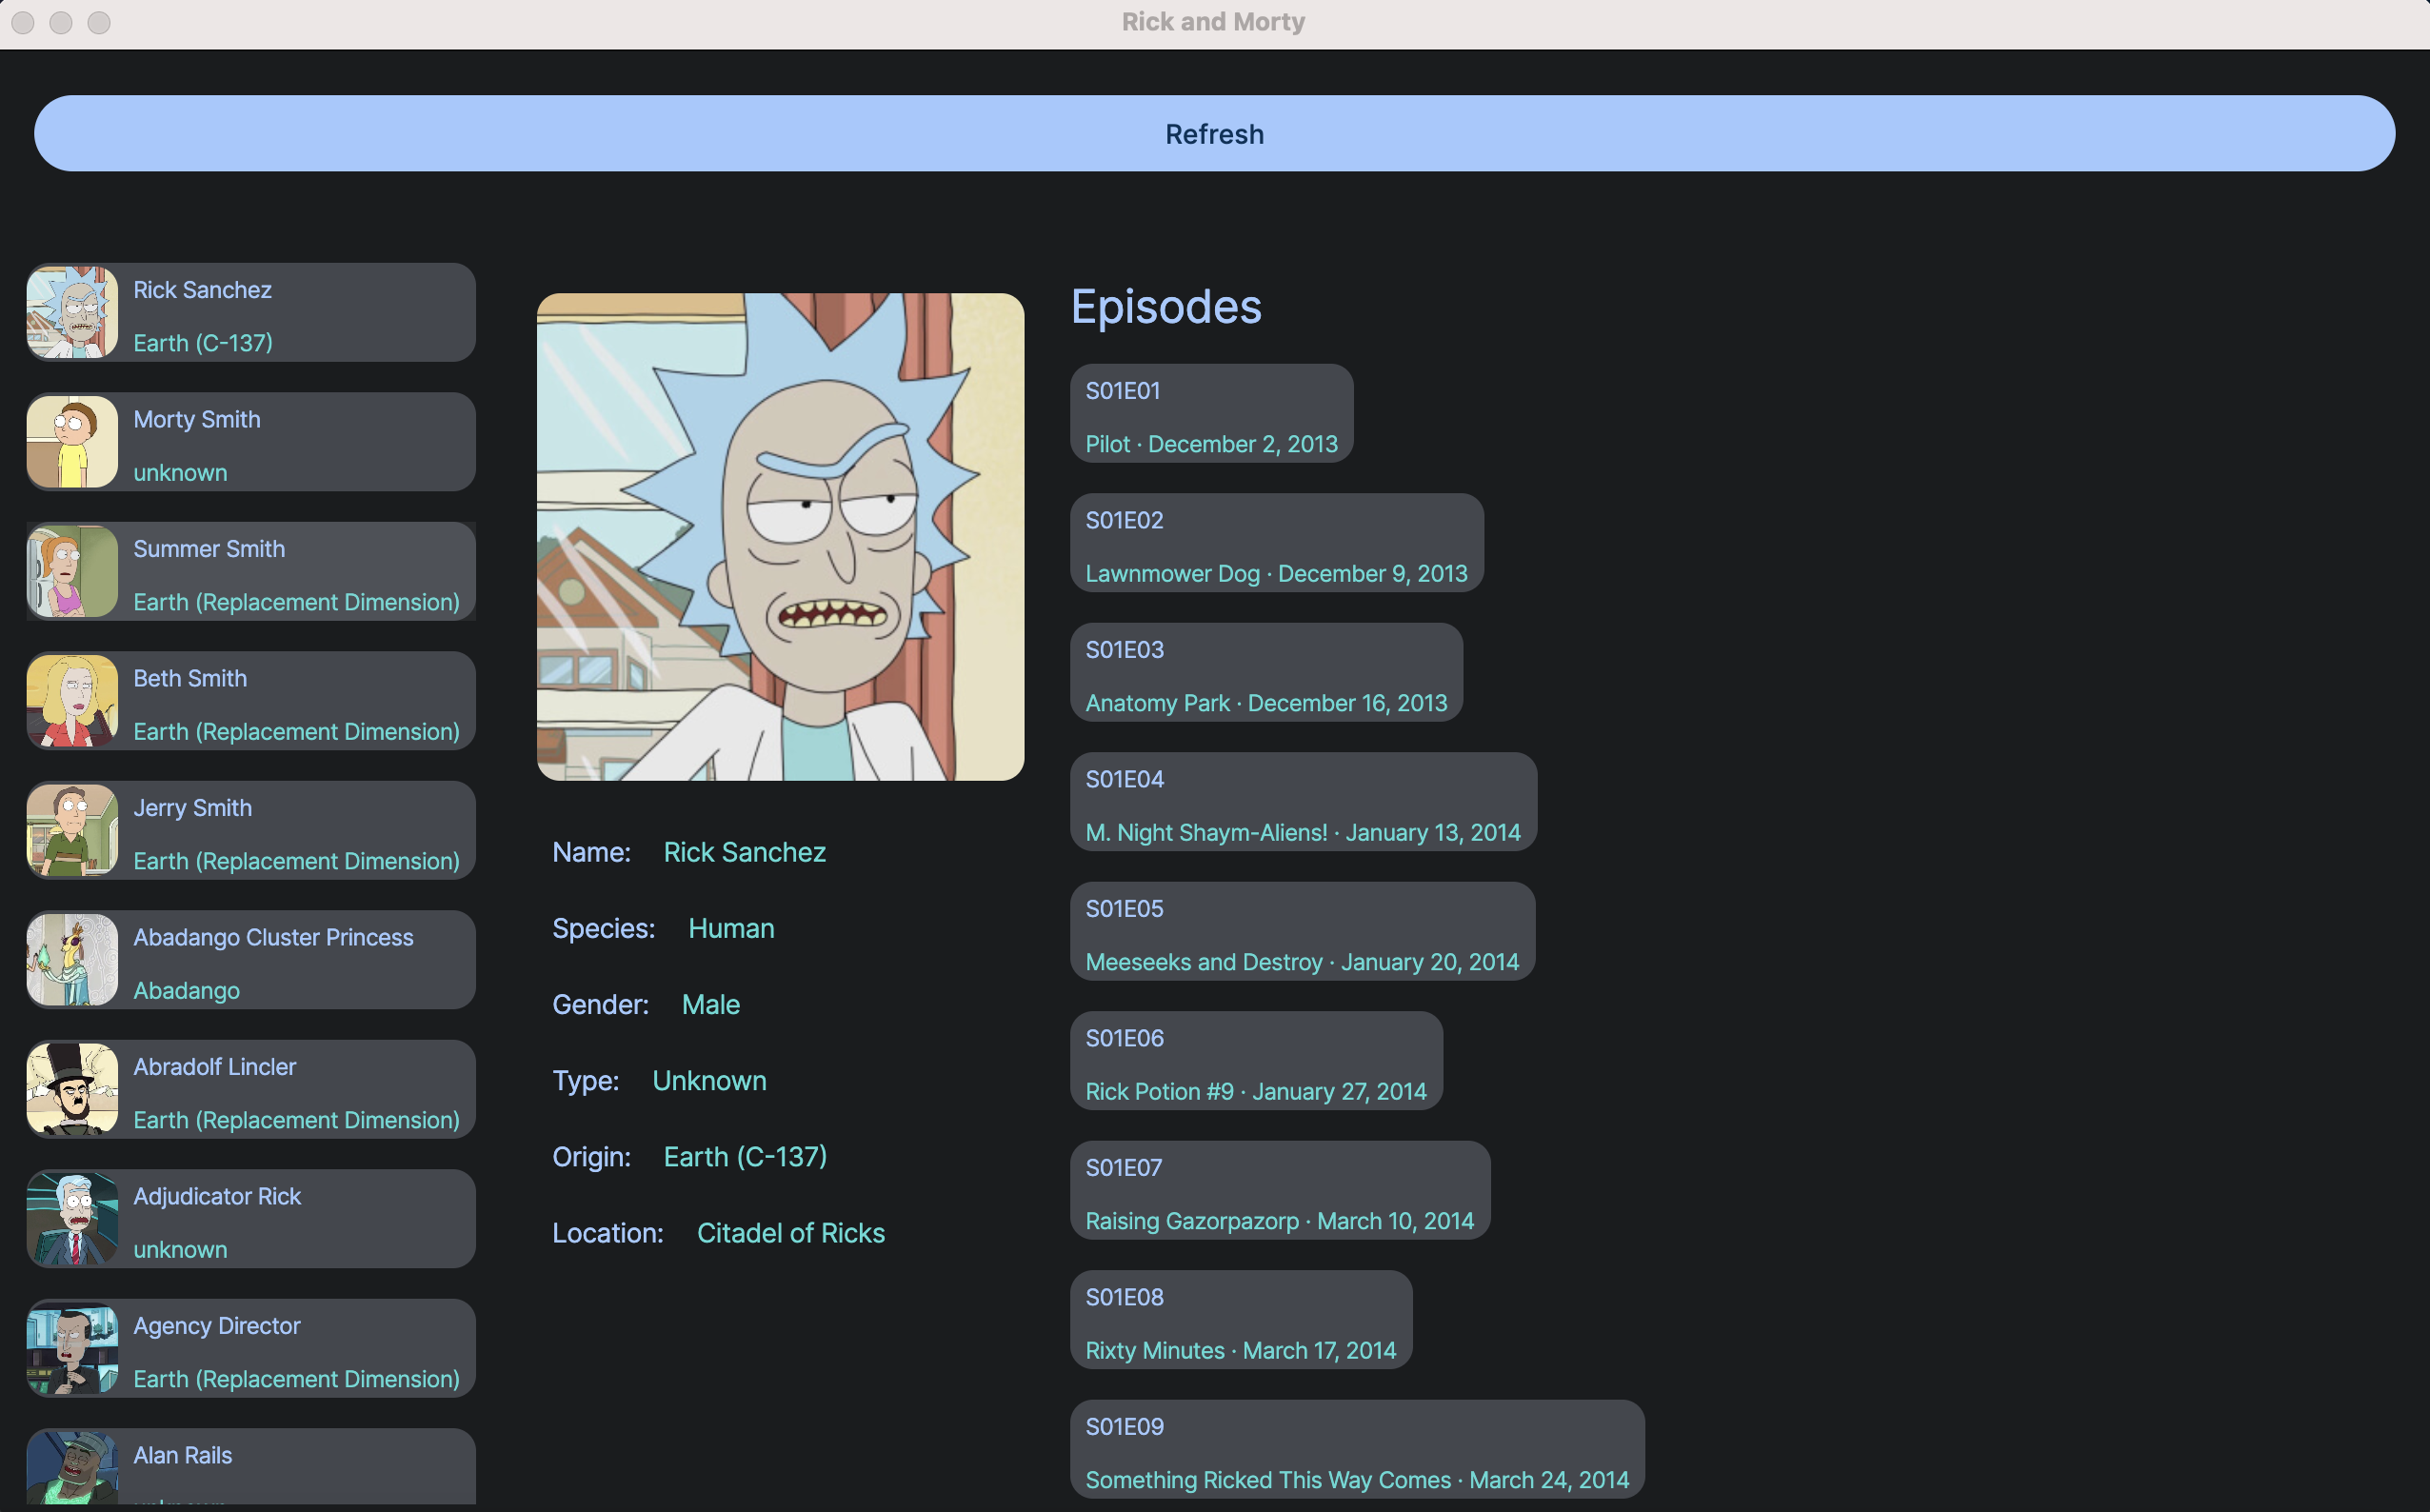 Rick and Morty
Refresh
Rick Sanchez
Earth (C-137)
Morty Smith
unknown
Summer Smith
Earth (Replacement Dimension)
Beth Smith
Earth (Replacement Dimension)
Jerry Smith
Earth (Replacement Dimension)
Abadango Cluster Princess
Abadango
Abradolf Lincler
Earth (Replacement Dimension)
Adjudicator Rick
unknown
Agency Director
Earth (Replacement Dimension)
Alan Rails
Name: Rick Sanchez
Species: Human
Gender: Male
Type: Unknown
Origin: Earth (C-137)
Location: Citadel of Ricks
Episodes
S01E01
Pilot · December 2, 2013
S01E02
Lawnmower Dog · December 9, 2013
S01E03
Anatomy Park · December 16, 2013
S01E04
M. Night Shaym-Aliens! · January 13, 2014
S01E05
Meeseeks and Destroy · January 20, 2014
S01E06
Rick Potion #9 · January 27, 2014
S01E07
Raising Gazorpazorp · March 10, 2014
S01E08
Rixty Minutes · March 17, 2014
S01E09
Something Ricked This Way Comes · March 24, 2014